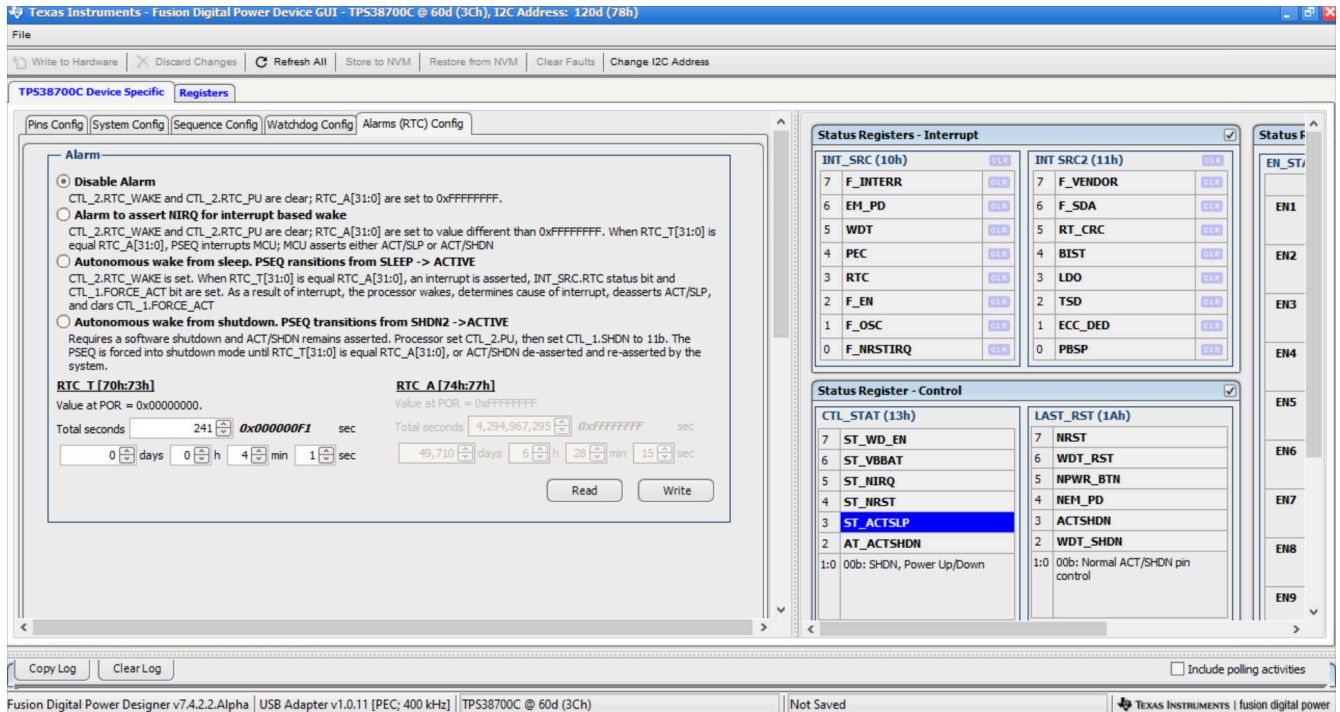 Texas Instruments - Fusion Digital Power Device GUI - TPS38700C @ 60d (3Ch), I2C Address: 120d (78h)
File
Write to Hardware Discard Changes Refresh All Store to NVM Restore from NVM Clear Faults Change I2C Address
TPS38700C Device Specific Registers
Pins Config System Config Sequence Config Watchdog Config Alarms (RTC) Config
Alarm
Disable Alarm
CTL_2.RTC_WAKE and CTL_2.RTC_PU are clear; RTC_A[31:0] are set to 0xFFFFFFFF.
Alarm to assert NIRQ for interrupt based wake
CTL_2.RTC_WAKE and CTL_2.RTC_PU are clear; RTC_A[31:0] are set to value different than 0xFFFFFFFF. When RTC_T[31:0] is
equal RTC_A[31:0], PSEQ interrupts MCU; MCU asserts either ACT/SLP or ACT/SHDN
Autonomous wake from sleep. PSEQ ransitions from SLEEP -> ACTIVE
CTL_2.RTC_WAKE is set. When RTC_T[31:0] is equal RTC_A[31:0], an interrupt is asserted, INT_SRC.RTC status bit and
CTL_1.FORCE_ACT bit are set. As a result of interrupt, the processor wakes, determines cause of interrupt, deasserts ACT/SLP,
and clars CTL_1.FORCE_ACT
Autonomous wake from shutdown. PSEQ transitions from SHDN2 ->ACTIVE
Requires a software shutdown and ACT/SHDN remains asserted. Processor set CTL_2.PU, then set CTL_1.SHDN to 11b. The
PSEQ is forced into shutdown mode until RTC_T[31:0] is equal RTC_A[31:0], or ACT/SHDN de-asserted and re-asserted by the
system.
RTC_T [70h:73h] RTC_A [74h:77h]
Value at POR = 0x00000000. Value at POR = 0xFFFFFFFF
Total seconds 241 0x000000F1 sec Total seconds 4,294,967,295 0xFFFFFFFF sec
0 days 0 h 4 min 1 sec 49,710 days 6 h 28 min 15 sec
Read Write
Status Registers - Interrupt
INT_SRC (10h) CLR
7 F_INTERR CLR
6 EM_PD CLR
5 WDT CLR
4 PEC CLR
3 RTC CLR
2 F_EN CLR
1 F_OSC CLR
0 F_NRSTIRQ CLR
INT SRC2 (11h) CLR
7 F_VENDOR CLR
6 F_SDA CLR
5 RT_CRC CLR
4 BIST CLR
3 LDO CLR
2 TSD CLR
1 ECC_DED CLR
0 PBSP CLR
Status Register - Control
CTL_STAT (13h)
7 ST_WD_EN
6 ST_VBBAT
5 ST_NIRQ
4 ST_NRST
3 ST_ACTSLP
2 AT_ACTSHDN
1:0 00b: SHDN, Power Up/Down
LAST_RST (1Ah)
7 NRST
6 WDT_RST
5 NPWR_BTN
4 NEM_PD
3 ACTSHDN
2 WDT_SHDN
1:0 00b: Normal ACT/SHDN pin
control
Status
EN_ST
EN1
EN2
EN3
EN4
EN5
EN6
EN7
EN8
EN9
Copy Log Clear Log Include polling activities
Fusion Digital Power Designer v7.4.2.2.Alpha USB Adapter v1.0.11 [PEC; 400 kHz] TPS38700C @ 60d (3Ch) Not Saved TEXAS INSTRUMENTS | fusion digital power